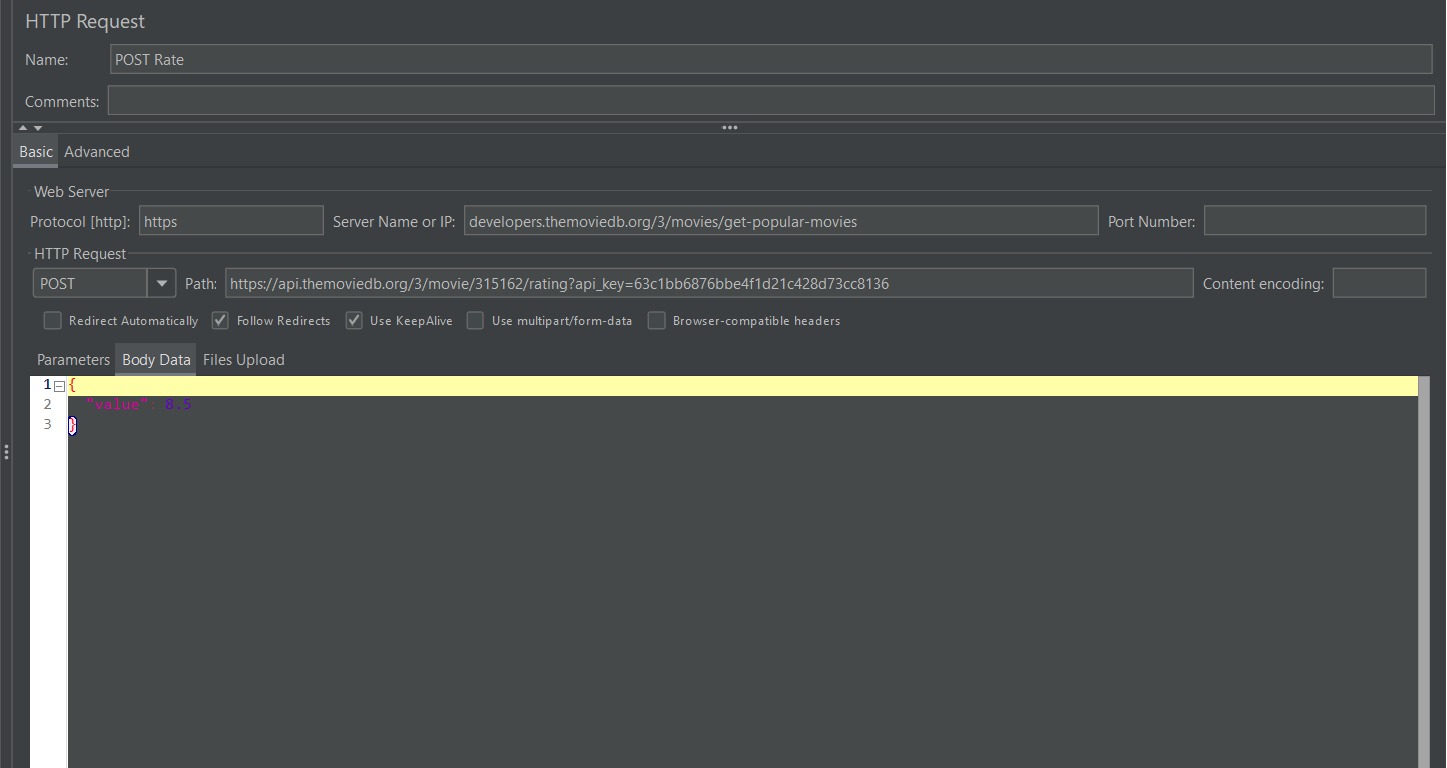 HTTP Request
Name: POST Rate
Comments:
Basic Advanced
Web Server
Protocol [http]: https Server Name or IP: developers.themoviedb.org/3/movies/get-popular-movies Port Number:
HTTP Request
POST Path: https://api.themoviedb.org/3/movie/315162/rating?api_key=63c1bb6876bbe4f1d21c428d73cc8136 Content encoding:
Redirect Automatically Follow Redirects Use KeepAlive Use multipart/form-data Browser-compatible headers
Parameters Body Data Files Upload
1 {
2 "value": 8.5
3 }